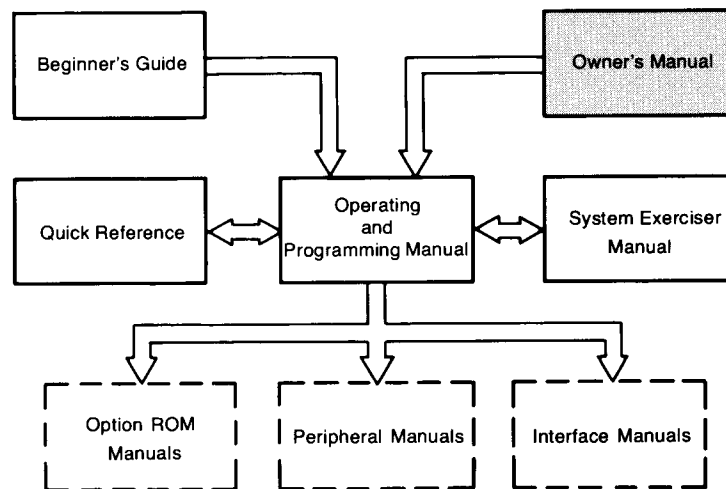 Beginner's Guide
Owner's Manual
Quick Reference
Operating
and
Programming Manual
System Exerciser
Manual
Option ROM
Manuals
Peripheral Manuals
Interface Manuals